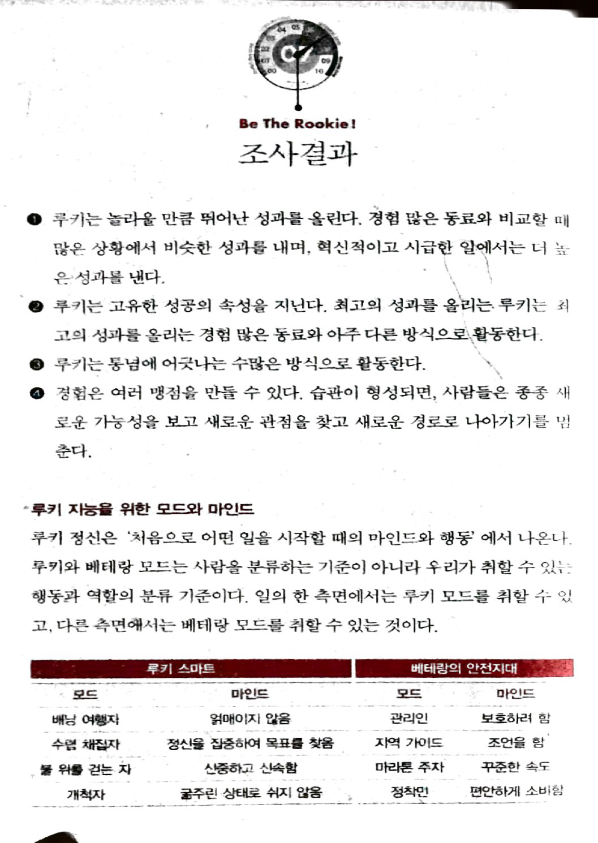 07
Be The Rookie!
조사결과
❶ 루키는 놀라울 만큼 뛰어난 성과를 올린다. 경험 많은 동료와 비교할 때
많은 상황에서 비슷한 성과를 내며, 혁신적이고 시급한 일에서는 더 높
은 성과를 낸다.
❷ 루키는 고유한 성공의 속성을 지닌다. 최고의 성과를 올리는 루키는 최
고의 성과를 올리는 경험 많은 동료와 아주 다른 방식으로 활동한다.
❸ 루키는 통념에 어긋나는 수많은 방식으로 활동한다.
❹ 경험은 여러 맹점을 만들 수 있다. 습관이 형성되면, 사람들은 종종 새
로운 가능성을 보고 새로운 관점을 찾고 새로운 경로로 나아가기를 멈
춘다.
루키 지능을 위한 모드와 마인드
루키 정신은 ‘처음으로 어떤 일을 시작할 때의 마인드와 행동’에서 나온다.
루키와 베테랑 모드는 사람을 분류하는 기준이 아니라 우리가 취할 수 있는
행동과 역할의 분류 기준이다. 일의 한 측면에서는 루키 모드를 취할 수 있
고, 다른 측면에서는 베테랑 모드를 취할 수 있는 것이다.
루키 스마트 베테랑의 안전지대
모드 마인드 모드 마인드
배낭 여행자 얽매이지 않음 관리인 보호하려 함
수렵 채집자 정신을 집중하여 목표를 찾음 지역 가이드 조언을 함
불 위를 걷는 자 신중하고 신속함 마라톤 주자 꾸준한 속도
개척자 굶주린 상태로 쉬지 않음 정착민 편안하게 소비함